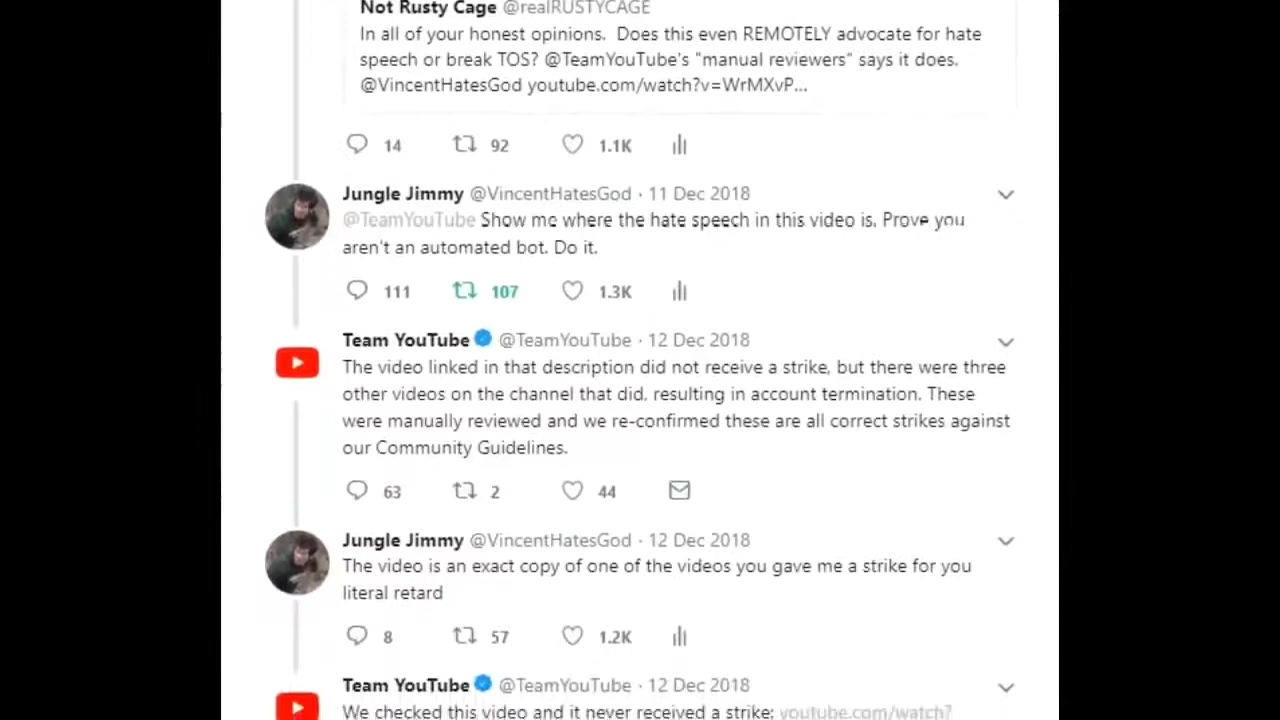 Not Rusty Cage @realRUSTYCAGE
In all of your honest opinions. Does this even REMOTELY advocate for hate
speech or break TOS? @TeamYouTube's "manual reviewers" says it does.
@VincentHatesGod youtube.com/watch?v=WrMXvP...
14 92 1.1K
Jungle Jimmy @VincentHatesGod · 11 Dec 2018
@TeamYouTube Show me where the hate speech in this video is. Prove you
aren't an automated bot. Do it.
111 107 1.3K
Team YouTube @TeamYouTube · 12 Dec 2018
The video linked in that description did not receive a strike, but there were three
other videos on the channel that did, resulting in account termination. These
were manually reviewed and we re-confirmed these are all correct strikes against
our Community Guidelines.
63 2 44
Jungle Jimmy @VincentHatesGod · 12 Dec 2018
The video is an exact copy of one of the videos you gave me a strike for you
literal retard
8 57 1.2K
Team YouTube @TeamYouTube · 12 Dec 2018
We checked this video and it never received a strike: youtube.com/watch?